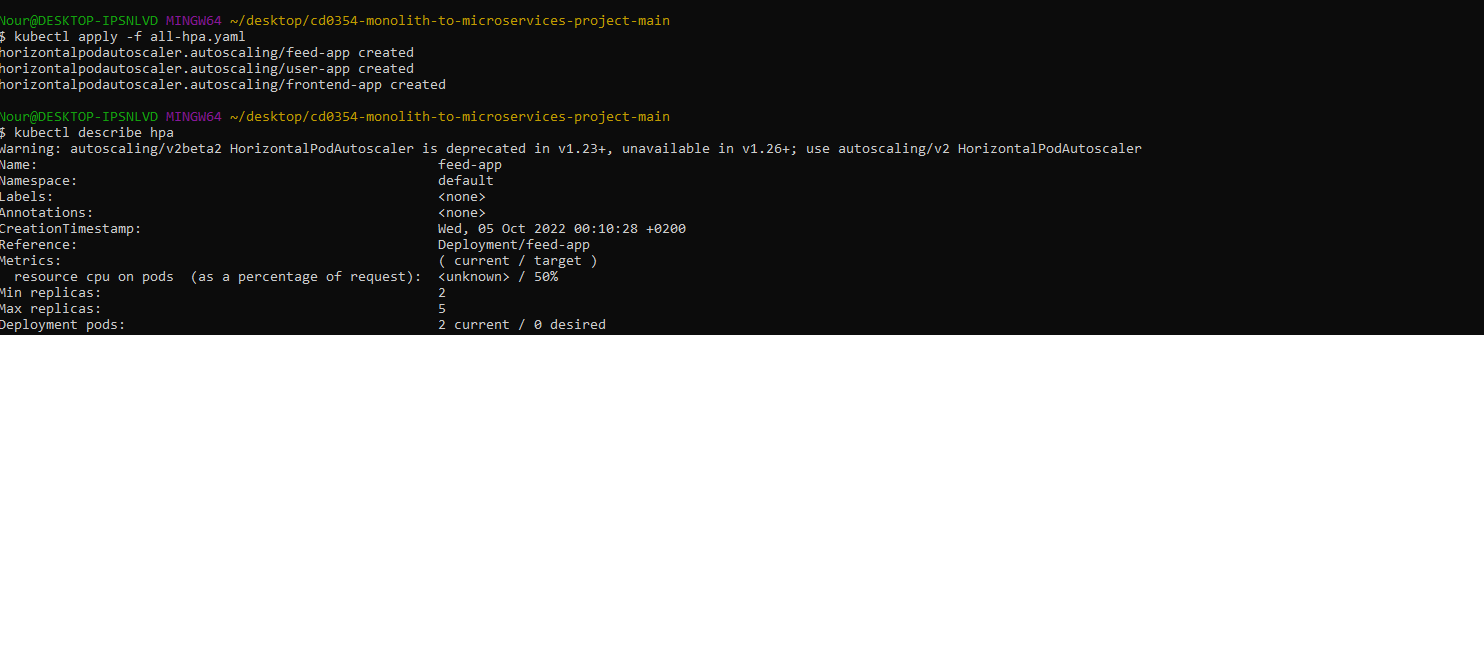 Nour@DESKTOP-IPSNLVD MINGW64 ~/desktop/cd0354-monolith-to-microservices-project-main
$ kubectl apply -f all-hpa.yaml
horizontalpodautoscaler.autoscaling/feed-app created
horizontalpodautoscaler.autoscaling/user-app created
horizontalpodautoscaler.autoscaling/frontend-app created
Nour@DESKTOP-IPSNLVD MINGW64 ~/desktop/cd0354-monolith-to-microservices-project-main
$ kubectl describe hpa
Warning: autoscaling/v2beta2 HorizontalPodAutoscaler is deprecated in v1.23+, unavailable in v1.26+; use autoscaling/v2 HorizontalPodAutoscaler
Name: feed-app
Namespace: default
Labels: <none>
Annotations: <none>
CreationTimestamp: Wed, 05 Oct 2022 00:10:28 +0200
Reference: Deployment/feed-app
Metrics: ( current / target )
resource cpu on pods (as a percentage of request): <unknown> / 50%
Min replicas: 2
Max replicas: 5
Deployment pods: 2 current / 0 desired